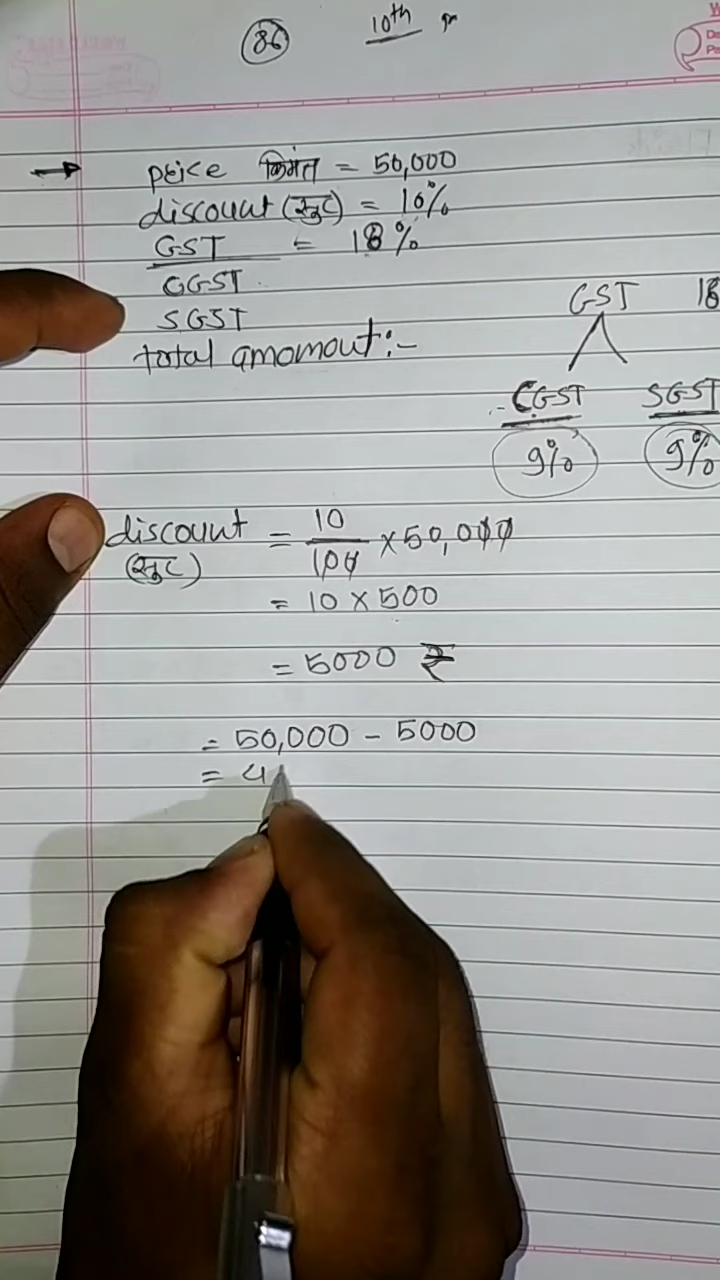 86 10th
price किंमत = 50,000
discount (सुट) = 10%
GST = 18%
CGST
SGST
total amomout:-
GST 18
CGST SGST
9% 9%
discount = 10/100 × 50,000
(सुट)
= 10 × 500
= 5000 ₹
= 50,000 - 5000
= 4